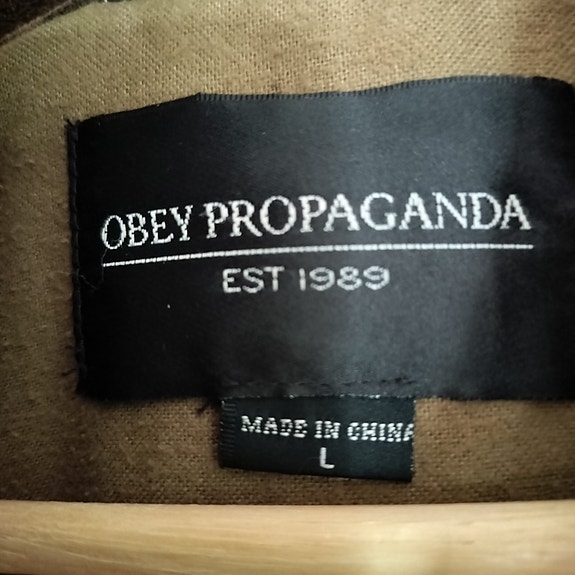 OBEY PROPAGANDA
EST 1989
MADE IN CHINA
L